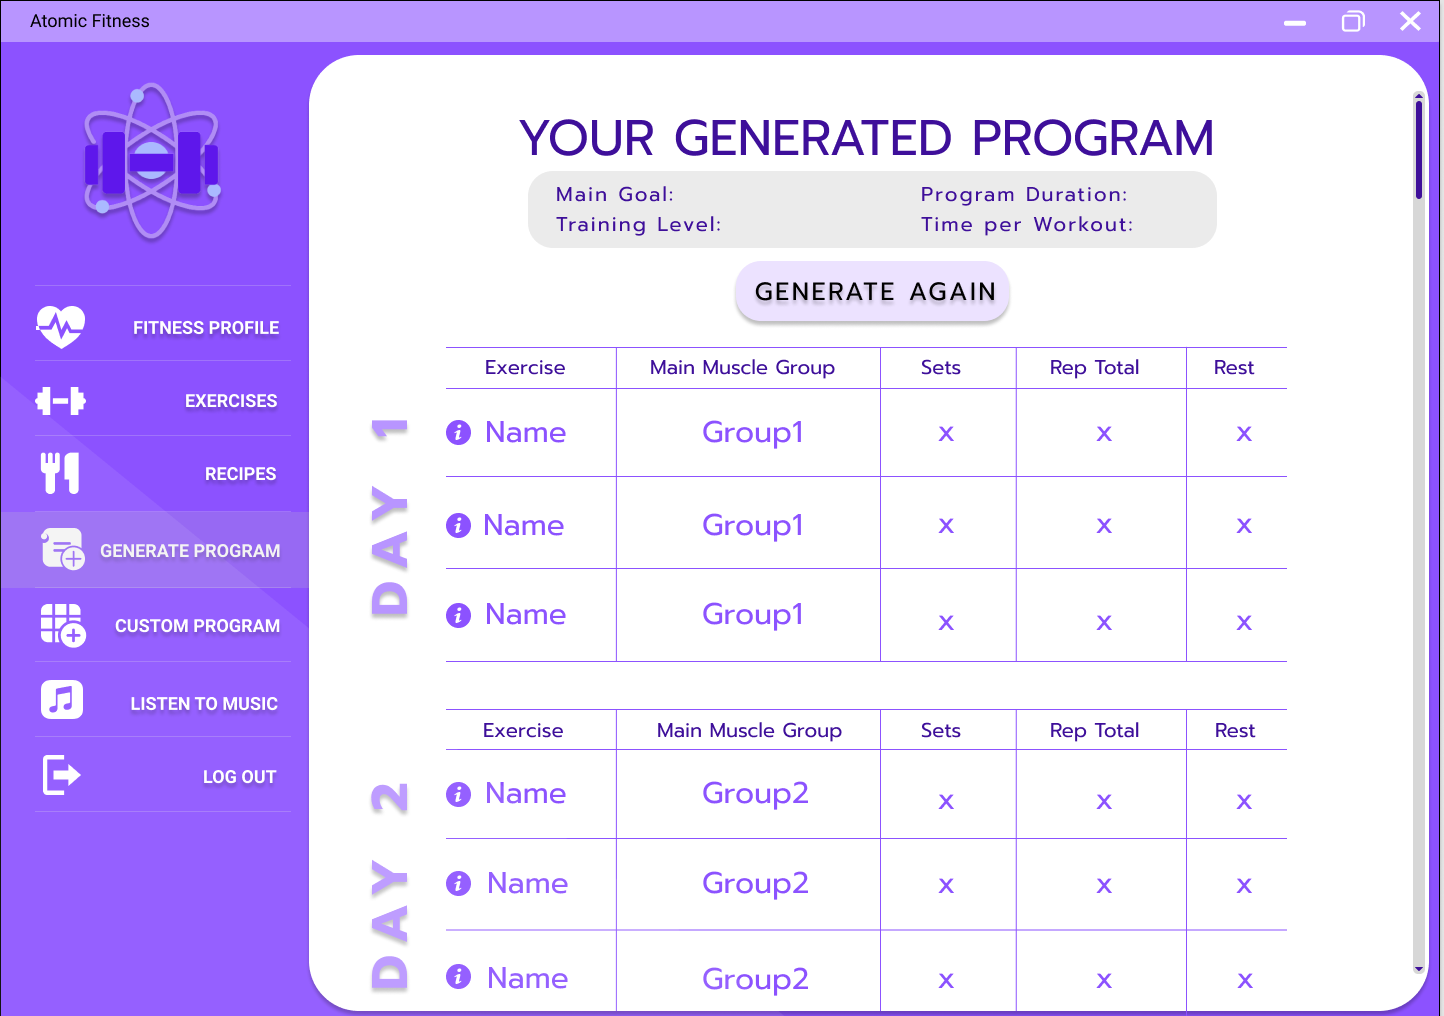 Atomic Fitness
FITNESS PROFILE
EXERCISES
RECIPES
GENERATE PROGRAM
CUSTOM PROGRAM
LISTEN TO MUSIC
LOG OUT
YOUR GENERATED PROGRAM
Main Goal: Program Duration:
Training Level: Time per Workout:
GENERATE AGAIN
DAY 1
Exercise Main Muscle Group Sets Rep Total Rest
i Name Group1 x x x
i Name Group1 x x x
i Name Group1 x x x
DAY 2
Exercise Main Muscle Group Sets Rep Total Rest
i Name Group2 x x x
i Name Group2 x x x
i Name Group2 x x x